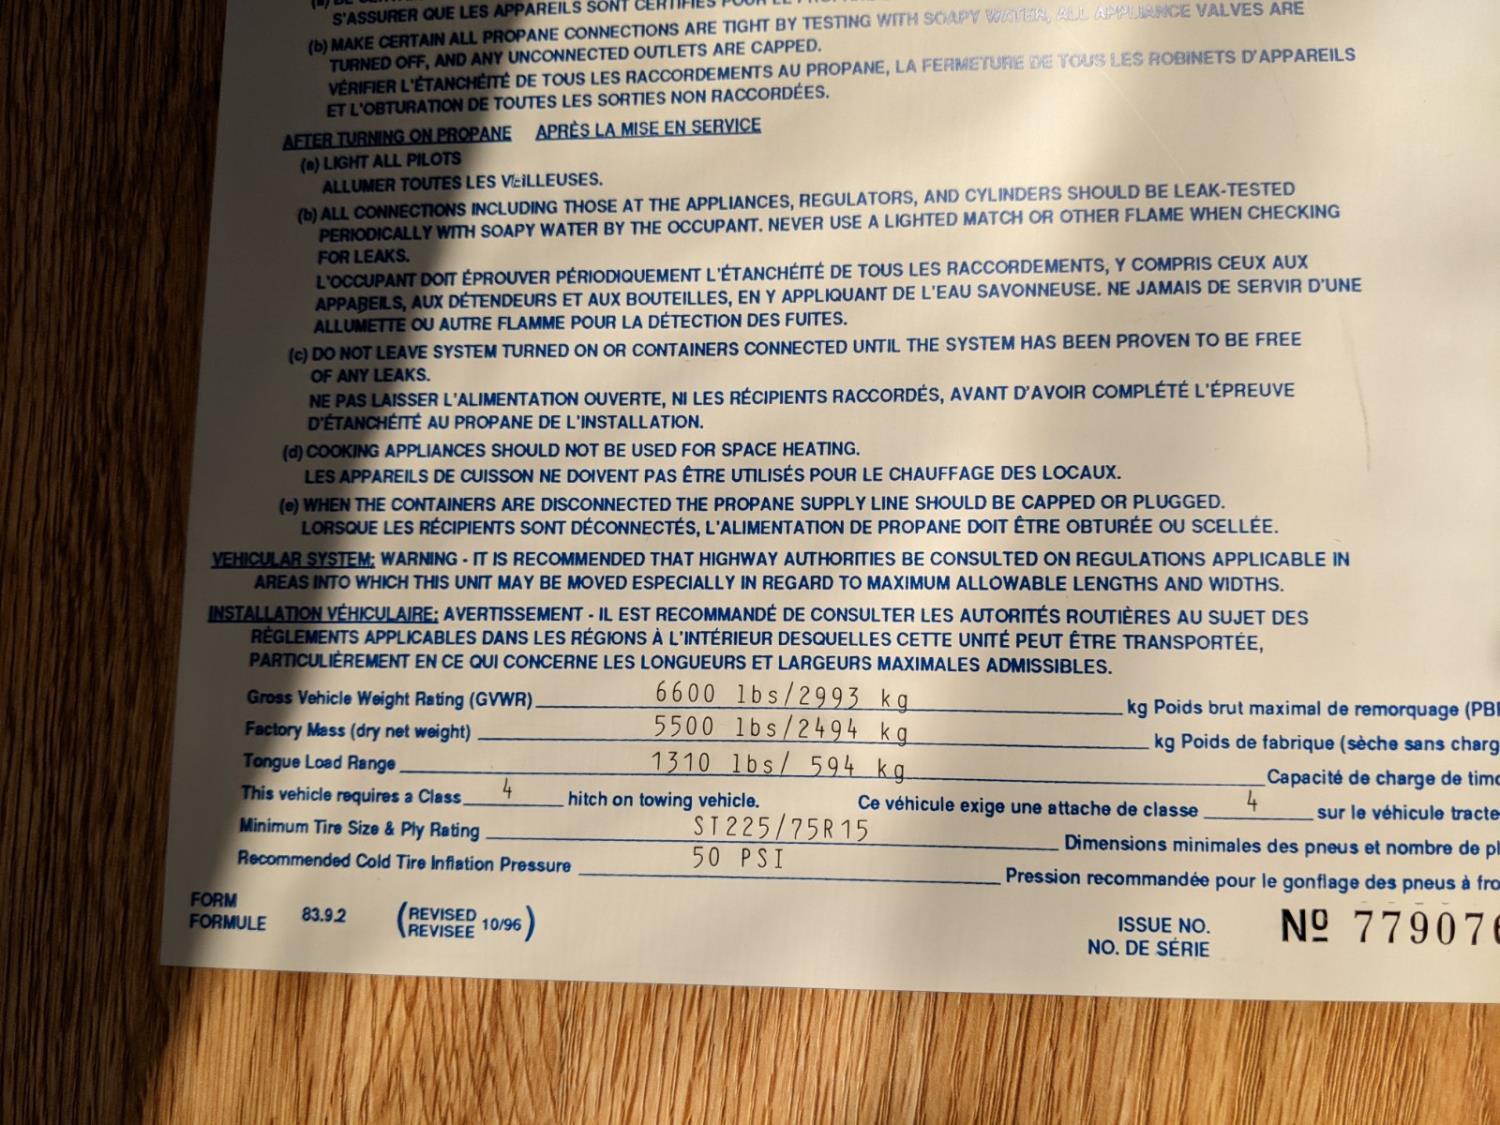 S'ASSURER QUE LES APPAREILS SONT CERTIFIÉS
(b) MAKE CERTAIN ALL PROPANE CONNECTIONS ARE TIGHT BY TESTING WITH SOAPY WATER, ALL APPLIANCE VALVES ARE
TURNED OFF, AND ANY UNCONNECTED OUTLETS ARE CAPPED.
VÉRIFIER L'ÉTANCHÉITÉ DE TOUS LES RACCORDEMENTS AU PROPANE, LA FERMETURE DE TOUS LES ROBINETS D'APPAREILS
ET L'OBTURATION DE TOUTES LES SORTIES NON RACCORDÉES.
AFTER TURNING ON PROPANE APRÈS LA MISE EN SERVICE
(a) LIGHT ALL PILOTS
ALLUMER TOUTES LES VEILLEUSES.
(b) ALL CONNECTIONS INCLUDING THOSE AT THE APPLIANCES, REGULATORS, AND CYLINDERS SHOULD BE LEAK-TESTED
PERIODICALLY WITH SOAPY WATER BY THE OCCUPANT. NEVER USE A LIGHTED MATCH OR OTHER FLAME WHEN CHECKING
FOR LEAKS.
L'OCCUPANT DOIT ÉPROUVER PÉRIODIQUEMENT L'ÉTANCHÉITÉ DE TOUS LES RACCORDEMENTS, Y COMPRIS CEUX AUX
APPAREILS, AUX DÉTENDEURS ET AUX BOUTEILLES, EN Y APPLIQUANT DE L'EAU SAVONNEUSE. NE JAMAIS DE SERVIR D'UNE
ALLUMETTE OU AUTRE FLAMME POUR LA DÉTECTION DES FUITES.
(c) DO NOT LEAVE SYSTEM TURNED ON OR CONTAINERS CONNECTED UNTIL THE SYSTEM HAS BEEN PROVEN TO BE FREE
OF ANY LEAKS.
NE PAS LAISSER L'ALIMENTATION OUVERTE, NI LES RÉCIPIENTS RACCORDÉS, AVANT D'AVOIR COMPLÉTÉ L'ÉPREUVE
D'ÉTANCHÉITÉ AU PROPANE DE L'INSTALLATION.
(d) COOKING APPLIANCES SHOULD NOT BE USED FOR SPACE HEATING.
LES APPAREILS DE CUISSON NE DOIVENT PAS ÊTRE UTILISÉS POUR LE CHAUFFAGE DES LOCAUX.
(e) WHEN THE CONTAINERS ARE DISCONNECTED THE PROPANE SUPPLY LINE SHOULD BE CAPPED OR PLUGGED.
LORSQUE LES RÉCIPIENTS SONT DÉCONNECTÉS, L'ALIMENTATION DE PROPANE DOIT ÊTRE OBTURÉE OU SCELLÉE.
VEHICULAR SYSTEM: WARNING - IT IS RECOMMENDED THAT HIGHWAY AUTHORITIES BE CONSULTED ON REGULATIONS APPLICABLE IN
AREAS INTO WHICH THIS UNIT MAY BE MOVED ESPECIALLY IN REGARD TO MAXIMUM ALLOWABLE LENGTHS AND WIDTHS.
INSTALLATION VÉHICULAIRE: AVERTISSEMENT - IL EST RECOMMANDÉ DE CONSULTER LES AUTORITÉS ROUTIÈRES AU SUJET DES
RÈGLEMENTS APPLICABLES DANS LES RÉGIONS À L'INTÉRIEUR DESQUELLES CETTE UNITÉ PEUT ÊTRE TRANSPORTÉE,
PARTICULIÈREMENT EN CE QUI CONCERNE LES LONGUEURS ET LARGEURS MAXIMALES ADMISSIBLES.
Gross Vehicle Weight Rating (GVWR) 6600 lbs/2993 kg kg Poids brut maximal de remorquage (PB
Factory Mass (dry net weight) 5500 lbs/2494 kg kg Poids de fabrique (sèche sans charg
Tongue Load Range 1310 lbs/ 594 kg Capacité de charge de timo
This vehicle requires a Class 4 hitch on towing vehicle. Ce véhicule exige une attache de classe 4 sur le véhicule tracte
Minimum Tire Size & Ply Rating ST225/75R15 Dimensions minimales des pneus et nombre de pl
Recommended Cold Tire Inflation Pressure 50 PSI Pression recommandée pour le gonflage des pneus à fro
FORM
FORMULE 83.9.2 (REVISED
REVISEE 10/96)
ISSUE NO.
NO. DE SÉRIE Nº 77907